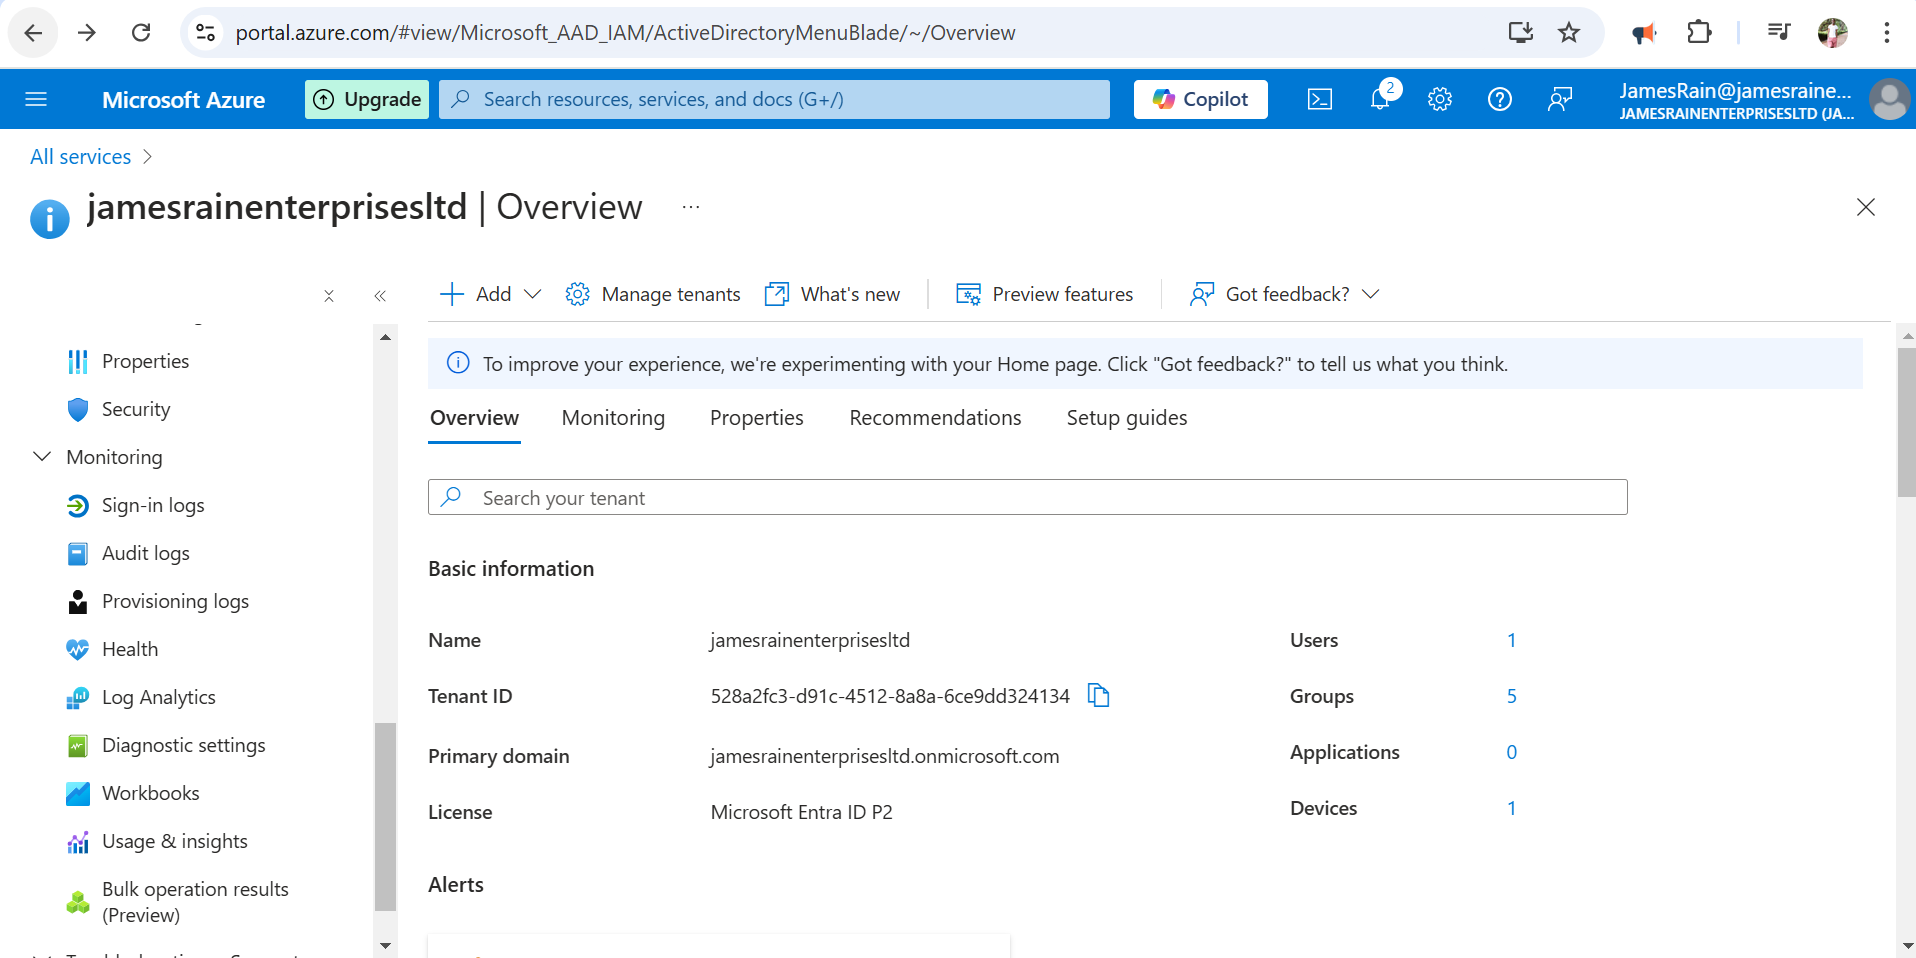 portal.azure.com/#view/Microsoft_AAD_IAM/ActiveDirectoryMenuBlade/~/Overview
Microsoft Azure
Upgrade
Search resources, services, and docs (G+/)
Copilot
2
JamesRain@jamesraine...
JAMESRAINENTERPRISESLTD (JA...
All services
jamesrainenterprisesltd | Overview
Add
Manage tenants
What's new
Preview features
Got feedback?
Properties
Security
Monitoring
Sign-in logs
Audit logs
Provisioning logs
Health
Log Analytics
Diagnostic settings
Workbooks
Usage & insights
Bulk operation results
(Preview)
To improve your experience, we're experimenting with your Home page. Click "Got feedback?" to tell us what you think.
Overview Monitoring Properties Recommendations Setup guides
Search your tenant
Basic information
Name jamesrainenterprisesltd
Tenant ID 528a2fc3-d91c-4512-8a8a-6ce9dd324134
Primary domain jamesrainenterprisesltd.onmicrosoft.com
License Microsoft Entra ID P2
Users 1
Groups 5
Applications 0
Devices 1
Alerts